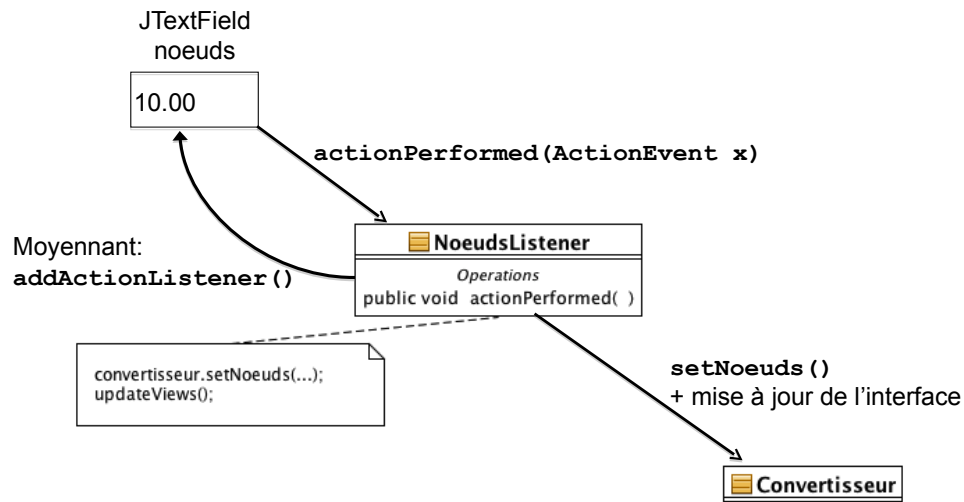 JTextField
noeuds
10.00
actionPerformed(ActionEvent x)
NoeudsListener
Moyennant:
addActionListener()
Operations
public void actionPerformed( )
convertisseur.setNoeuds(...);
updateViews();
setNoeuds()
+ mise à jour de l’interface
Convertisseur